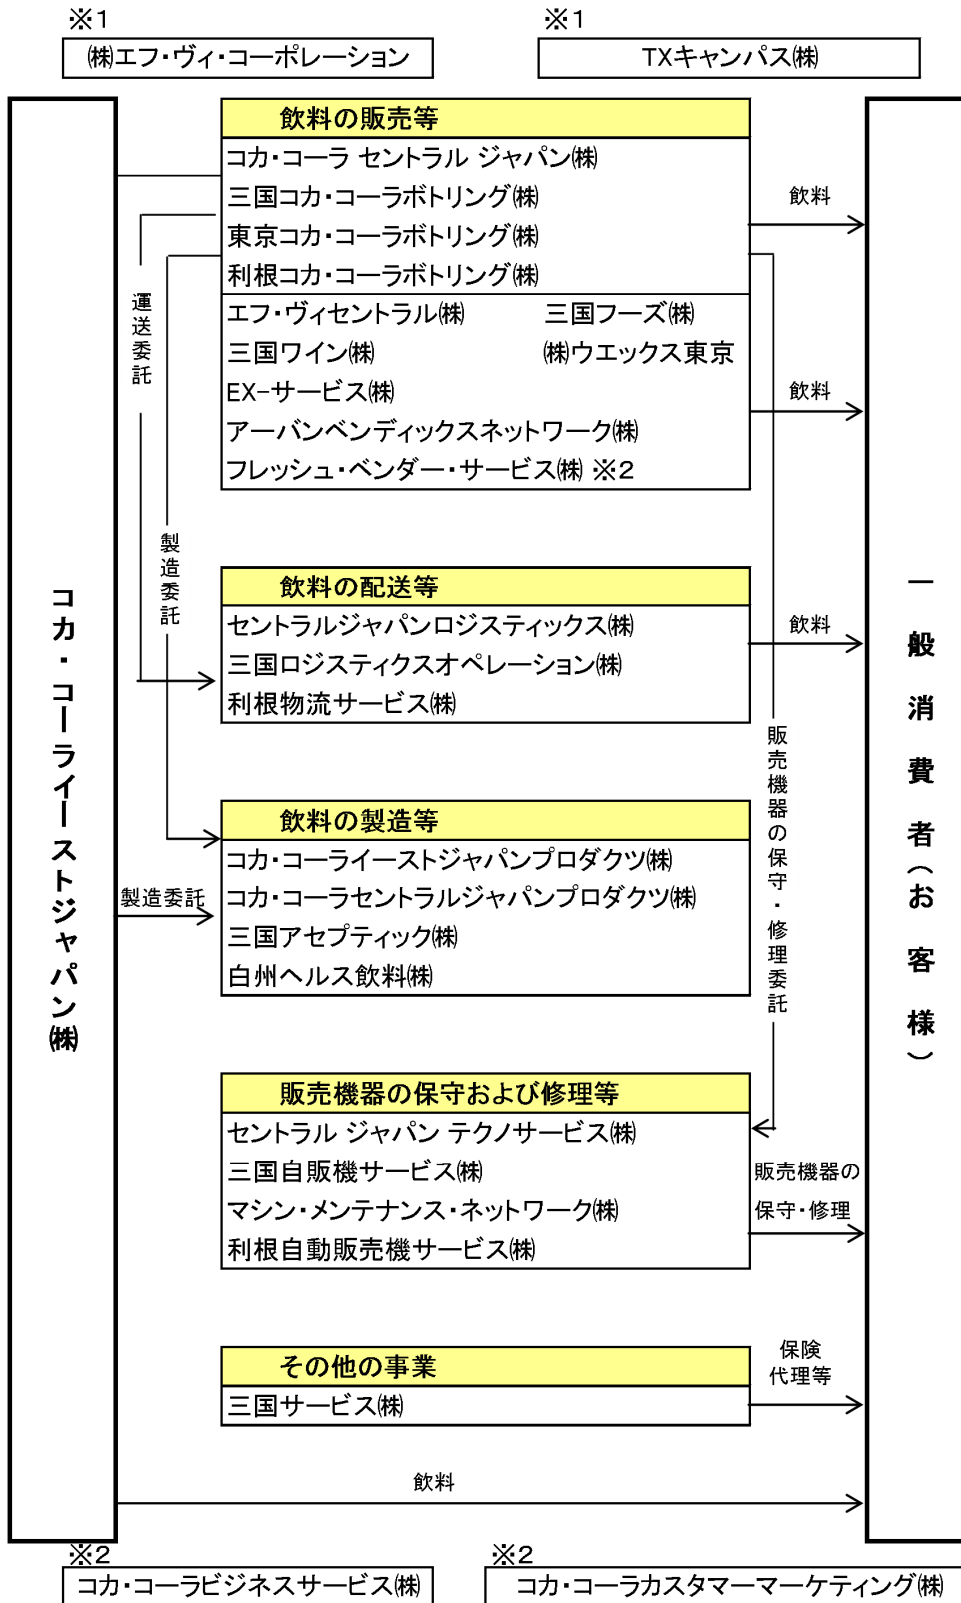 ※1
㈱エフ・ヴィ・コーポレーション
※1
TXキャンパス㈱
コカ・コーライーストジャパン㈱
飲料の販売等
コカ・コーラ セントラル ジャパン㈱
三国コカ・コーラボトリング㈱
東京コカ・コーラボトリング㈱
利根コカ・コーラボトリング㈱
エフ・ヴィセントラル㈱ 三国フーズ㈱
三国ワイン㈱ ㈱ウエックス東京
EX-サービス㈱
アーバンベンディックスネットワーク㈱
フレッシュ・ベンダー・サービス㈱ ※2
飲料
飲料
運送委託
製造委託
飲料の配送等
セントラルジャパンロジスティックス㈱
三国ロジスティクスオペレーション㈱
利根物流サービス㈱
飲料
販売機器の保守・修理委託
飲料の製造等
コカ・コーライーストジャパンプロダクツ㈱
コカ・コーラセントラルジャパンプロダクツ㈱
三国アセプティック㈱
白州ヘルス飲料㈱
製造委託
販売機器の保守および修理等
セントラル ジャパン テクノサービス㈱
三国自販機サービス㈱
マシン・メンテナンス・ネットワーク㈱
利根自動販売機サービス㈱
販売機器の
保守・修理
その他の事業
三国サービス㈱
保険
代理等
飲料
一般消費者(お客様)
※2
コカ・コーラビジネスサービス㈱
※2
コカ・コーラカスタマーマーケティング㈱